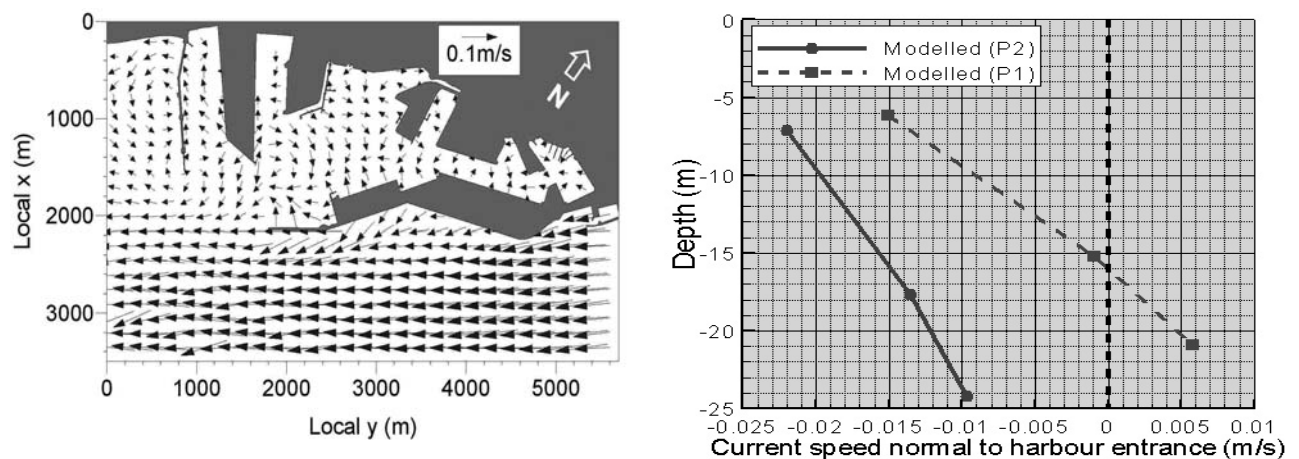 0
1000
2000
3000
Local x (m)
0.1m/s
N
0 1000 2000 3000 4000 5000
Local y (m)
0
-5
-10
-15
-20
-25
Depth (m)
Modelled (P2)
Modelled (P1)
-0.025 -0.02 -0.015 -0.01 -0.005 0 0.005 0.01
Current speed normal to harbour entrance (m/s)